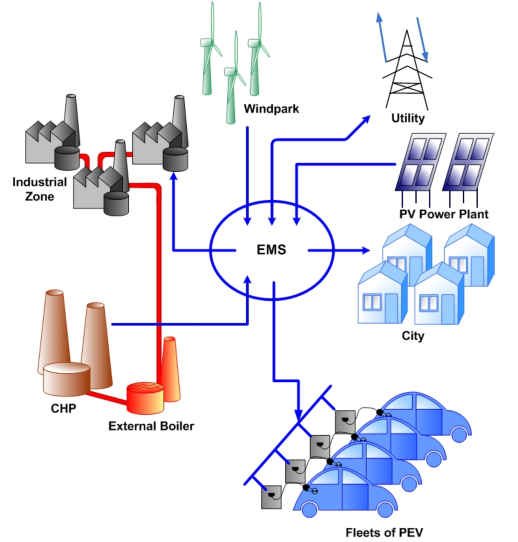 Windpark
Utility
Industrial
Zone
PV Power Plant
EMS
City
CHP
External Boiler
Fleets of PEV